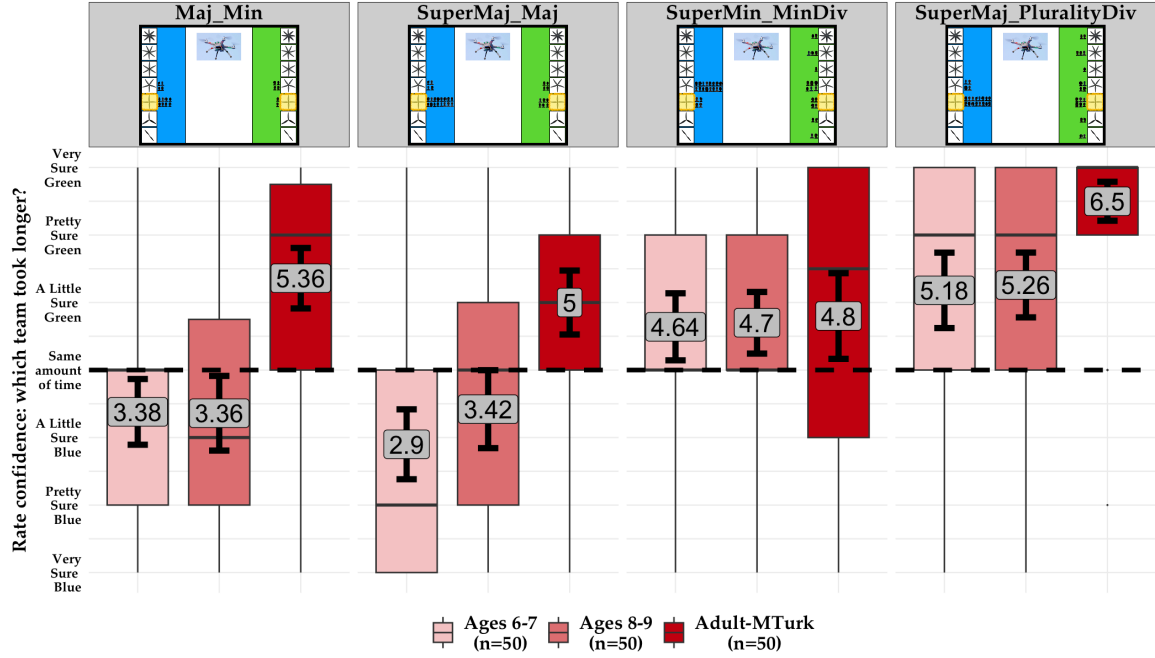 Maj_Min
SuperMaj_Maj
SuperMin_MinDiv
SuperMaj_PluralityDiv
Rate confidence: which team took longer?
Very
Sure
Green
Pretty
Sure
Green
A Little
Sure
Green
Same
amount
of time
A Little
Sure
Blue
Pretty
Sure
Blue
Very
Sure
Blue
3.38
3.36
5.36
2.9
3.42
5
4.64
4.7
4.8
5.18
5.26
6.5
Ages 6-7
(n=50)
Ages 8-9
(n=50)
Adult-MTurk
(n=50)